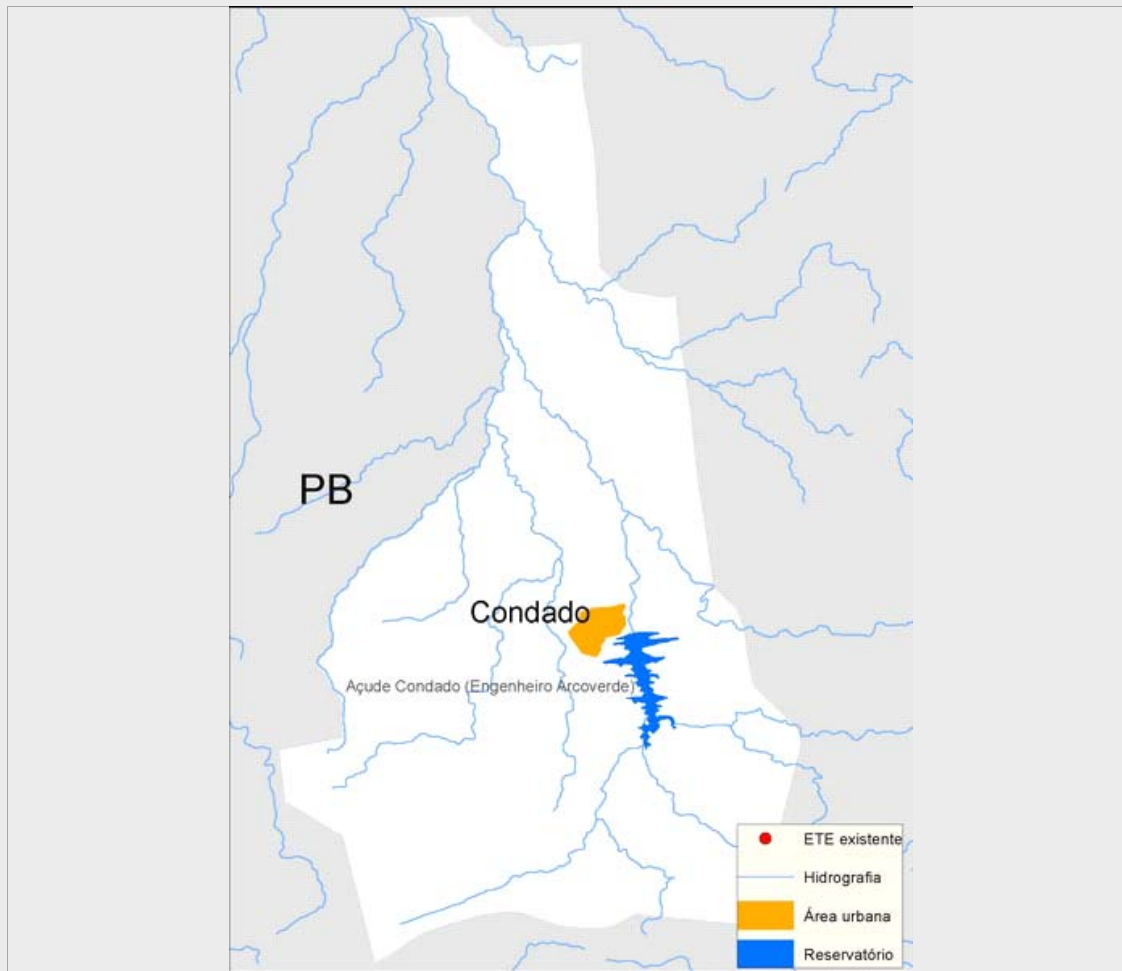 PB
Condado
Açude Condado (Engenheiro Arcoverde)
ETE existente
Hidrografia
Área urbana
Reservatório